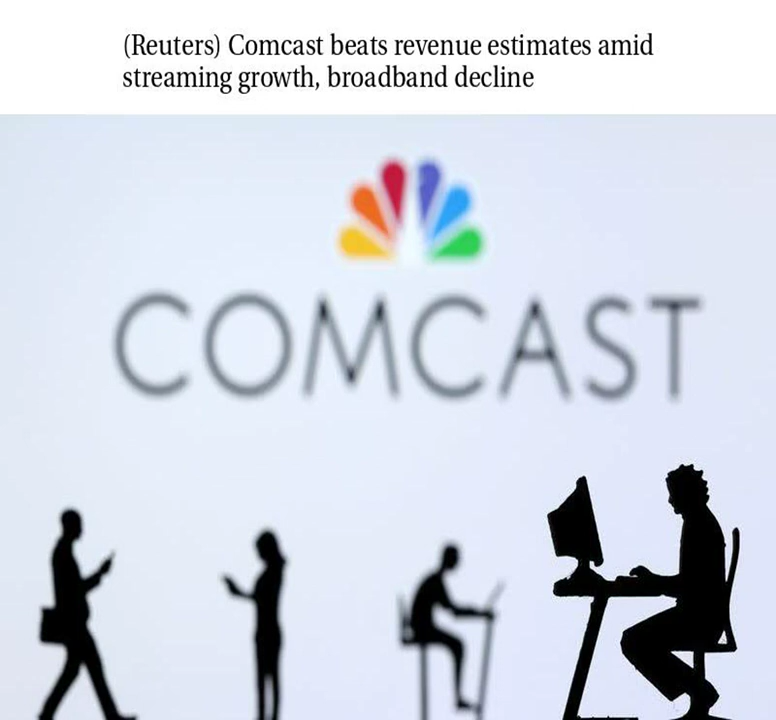 (Reuters) Comcast beats revenue estimates amid
streaming growth, broadband decline
COMCAST